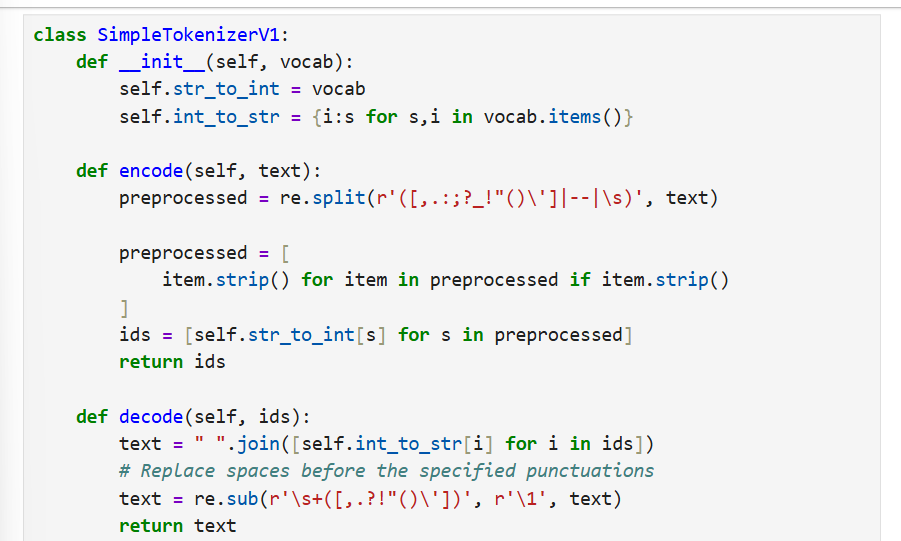 class SimpleTokenizerV1:
    def __init__(self, vocab):
        self.str_to_int = vocab
        self.int_to_str = {i:s for s,i in vocab.items()}

    def encode(self, text):
        preprocessed = re.split(r'([,.:;?_!"()\']|--|\s)', text)

        preprocessed = [
            item.strip() for item in preprocessed if item.strip()
        ]
        ids = [self.str_to_int[s] for s in preprocessed]
        return ids

    def decode(self, ids):
        text = " ".join([self.int_to_str[i] for i in ids])
        # Replace spaces before the specified punctuations
        text = re.sub(r'\s+([,.?!"()\'])', r'\1', text)
        return text